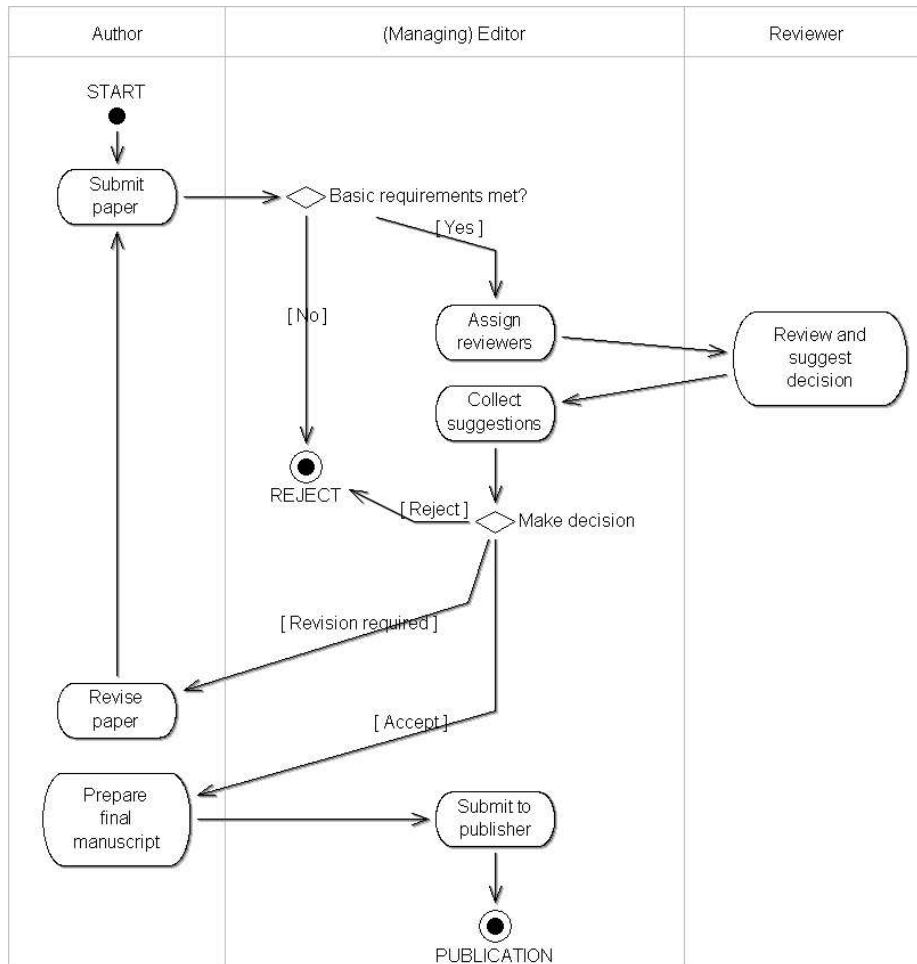 Author
(Managing) Editor
Reviewer
START
Submit
paper
Basic requirements met?
[ Yes ]
[ No ]
Assign
reviewers
Review and
suggest
decision
Collect
suggestions
REJECT
[ Reject ]
Make decision
[ Revision required ]
Revise
paper
[ Accept ]
Prepare
final
manuscript
Submit to
publisher
PUBLICATION